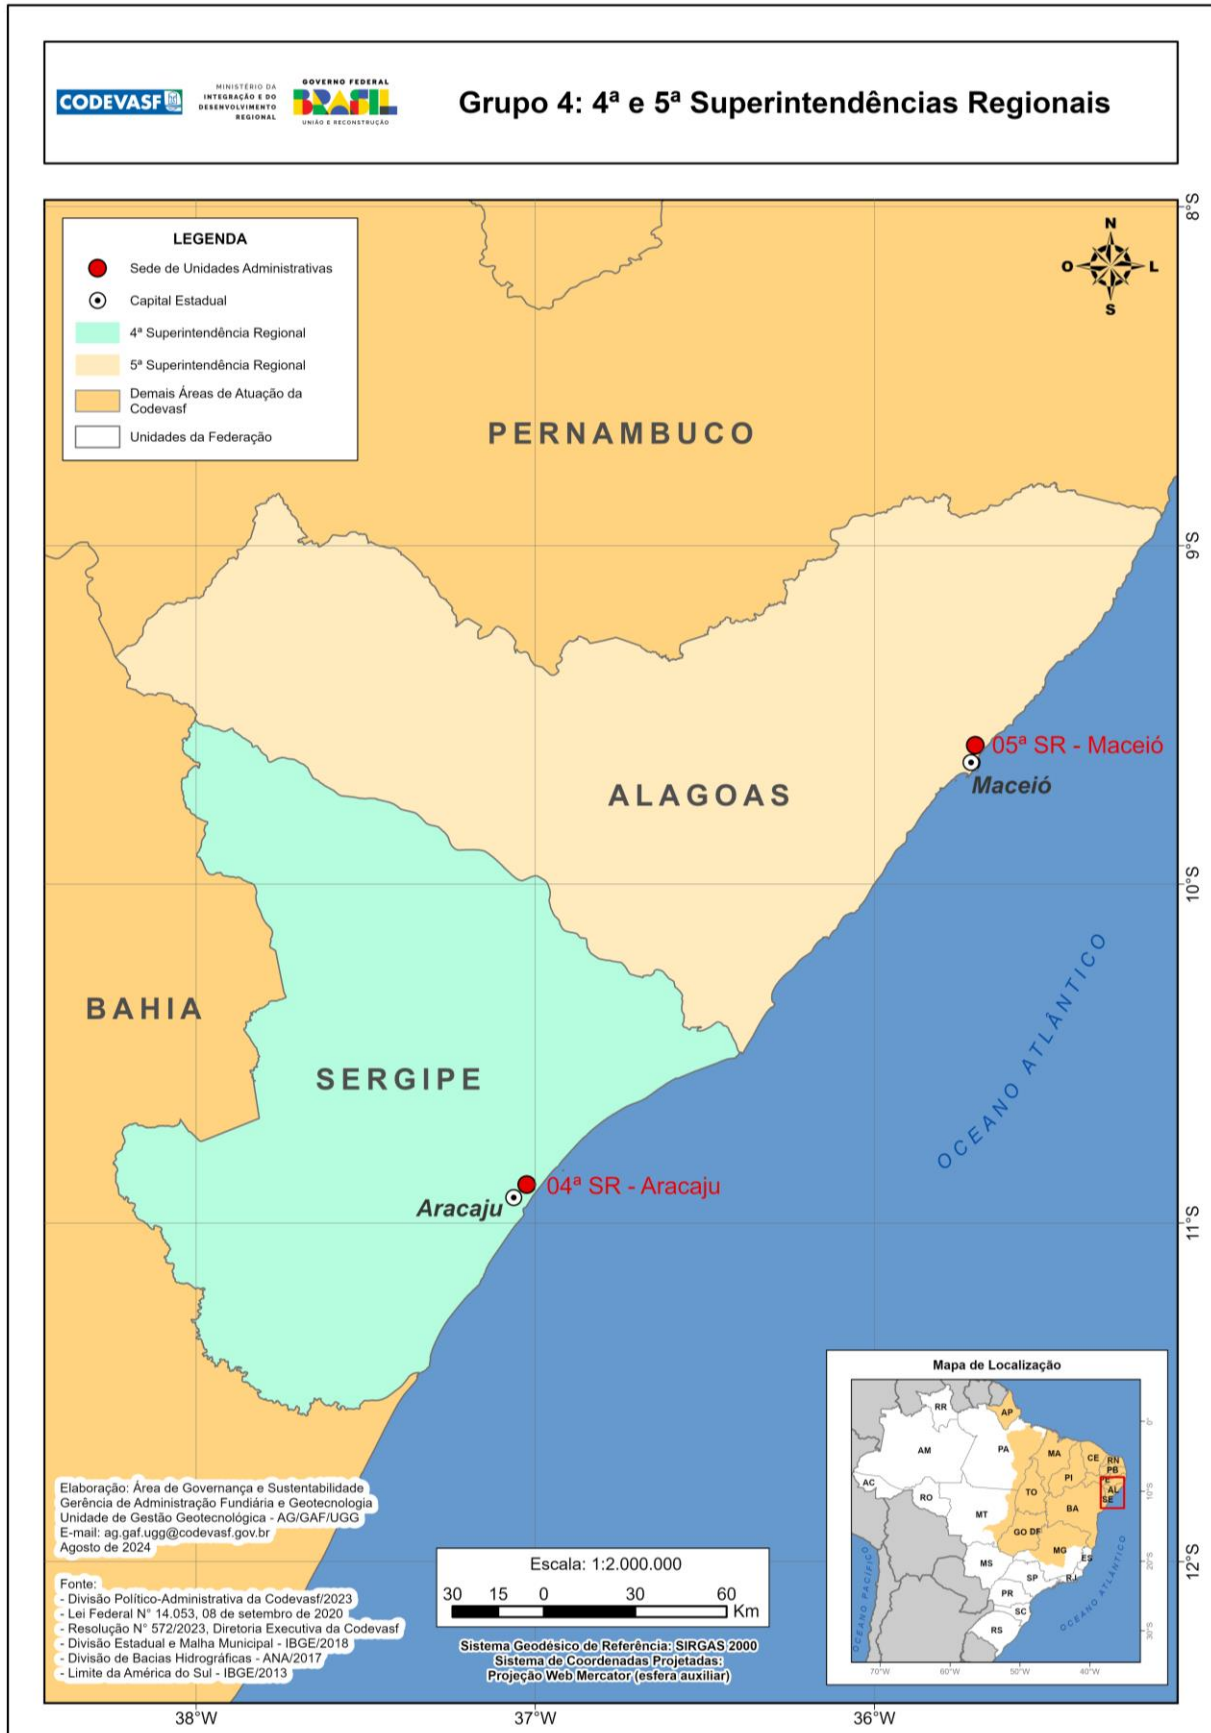 CODEVASF
MINISTÉRIO DA
INTEGRAÇÃO E DO
DESENVOLVIMENTO
REGIONAL
GOVERNO FEDERAL
BRASIL
UNIÃO E RECONSTRUÇÃO
Grupo 4: 4ª e 5ª Superintendências Regionais
LEGENDA
Sede de Unidades Administrativas
Capital Estadual
4ª Superintendência Regional
5ª Superintendência Regional
Demais Áreas de Atuação da
Codevasf
Unidades da Federação
N
O L
S
8°S
PERNAMBUCO
9°S
05ª SR - Maceió
Maceió
ALAGOAS
10°S
BAHIA
OCEANO ATLÂNTICO
SERGIPE
04ª SR - Aracaju
Aracaju
11°S
Mapa de Localização
RR
AP
AM
PA
MA
CE
RN
PB
PI
PE
AC
AL
SE
RO
TO
BA
MT
GO
DF
MG
ES
MS
SP
RJ
PR
SC
RS
OCEANO PACÍFICO
OCEANO ATLÂNTICO
0°
10°S
20°S
30°S
70°W 60°W 50°W 40°W
12°S
Elaboração: Área de Governança e Sustentabilidade
Gerência de Administração Fundiária e Geotecnologia
Unidade de Gestão Geotecnológica - AG/GAF/UGG
E-mail: ag.gaf.ugg@codevasf.gov.br
Agosto de 2024
Fonte:
- Divisão Político-Administrativa da Codevasf/2023
- Lei Federal N° 14.053, 08 de setembro de 2020
- Resolução N° 572/2023, Diretoria Executiva da Codevasf
- Divisão Estadual e Malha Municipal - IBGE/2018
- Divisão de Bacias Hidrográficas - ANA/2017
- Limite da América do Sul - IBGE/2013
Escala: 1:2.000.000
30 15 0 30 60
Km
Sistema Geodésico de Referência: SIRGAS 2000
Sistema de Coordenadas Projetadas:
Projeção Web Mercator (esfera auxiliar)
38°W 37°W 36°W